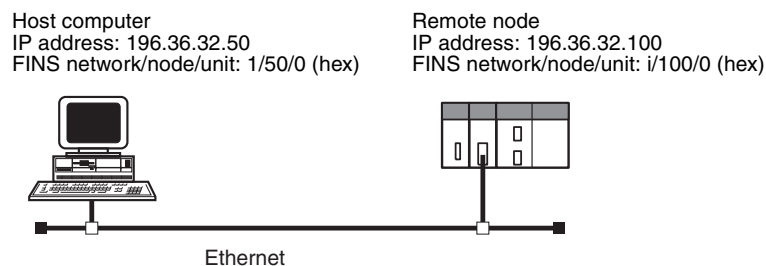 Host computer
IP address: 196.36.32.50
FINS network/node/unit: 1/50/0 (hex)
Remote node
IP address: 196.36.32.100
FINS network/node/unit: i/100/0 (hex)
Ethernet